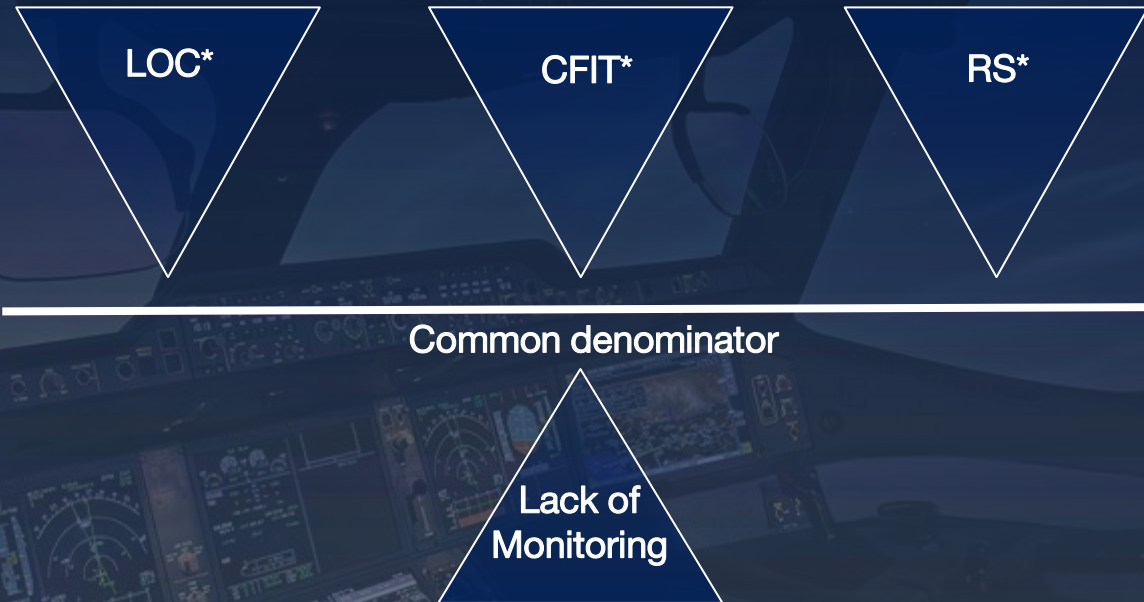 LOC*
CFIT*
RS*
Common denominator
Lack of
Monitoring